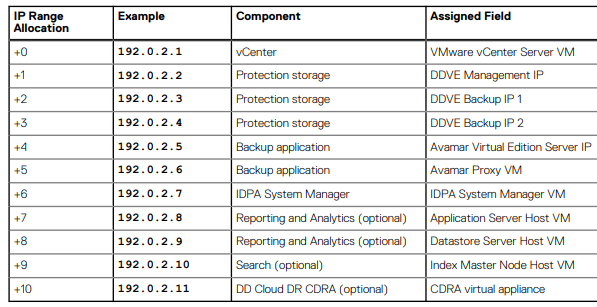 IP Range Allocation Example Component Assigned Field
+0 192.0.2.1 vCenter VMware vCenter Server VM
+1 192.0.2.2 Protection storage DDVE Management IP
+2 192.0.2.3 Protection storage DDVE Backup IP 1
+3 192.0.2.4 Protection storage DDVE Backup IP 2
+4 192.0.2.5 Backup application Avamar Virtual Edition Server IP
+5 192.0.2.6 Backup application Avamar Proxy VM
+6 192.0.2.7 IDPA System Manager IDPA System Manager VM
+7 192.0.2.8 Reporting and Analytics (optional) Application Server Host VM
+8 192.0.2.9 Reporting and Analytics (optional) Datastore Server Host VM
+9 192.0.2.10 Search (optional) Index Master Node Host VM
+10 192.0.2.11 DD Cloud DR CDRA (optional) CDRA virtual appliance